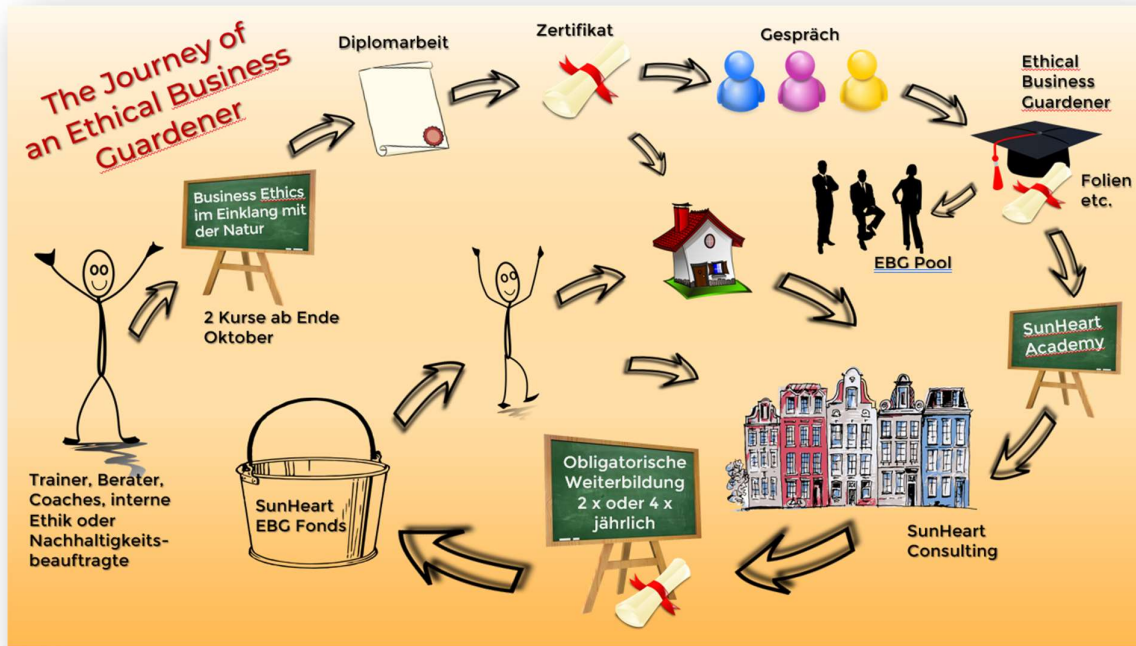 The Journey of
an Ethical Business
Guardener
Diplomarbeit
Zertifikat
Gespräch
Ethical
Business
Guardener
Folien
etc.
EBG Pool
Business Ethics
im Einklang mit
der Natur
2 Kurse ab Ende
Oktober
SunHeart
Academy
Trainer, Berater,
Coaches, interne
Ethik oder
Nachhaltigkeits-
beauftragte
SunHeart
EBG Fonds
Obligatorische
Weiterbildung
2 x oder 4 x
jährlich
SunHeart
Consulting